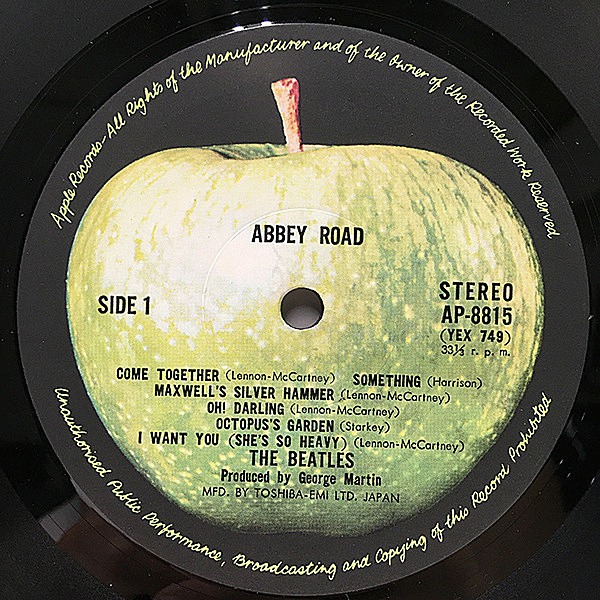 Apple Records-All Rights of the Manufacturer and of the Owner of the Recorded Work Reserved
ABBEY ROAD
SIDE 1
STEREO
AP-8815
(YEX 749)
33⅓ r. p. m.
COME TOGETHER (Lennon-McCartney) SOMETHING (Harrison)
MAXWELL'S SILVER HAMMER (Lennon-McCartney)
OH! DARLING (Lennon-McCartney)
OCTOPUS'S GARDEN (Starkey)
I WANT YOU (SHE'S SO HEAVY) (Lennon-McCartney)
THE BEATLES
Produced by George Martin
MFD. BY TOSHIBA-EMI LTD. JAPAN
Unauthorised Public Performance, Broadcasting and Copying of this Record Prohibited